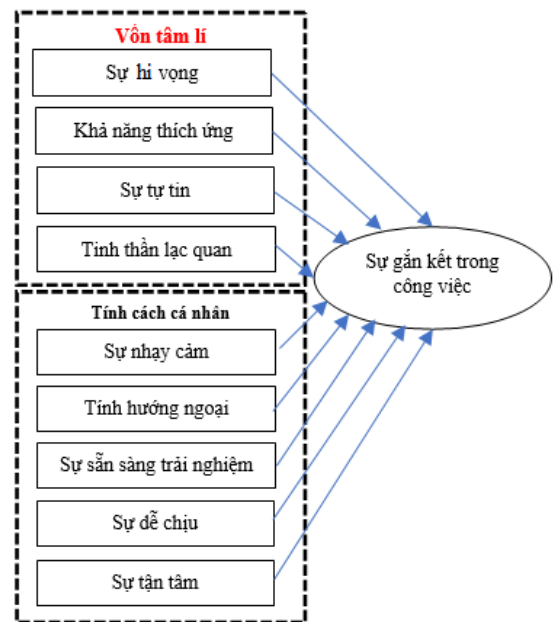 Vốn tâm lí
Sự hi vọng
Khả năng thích ứng
Sự tự tin
Tinh thần lạc quan
Sự gắn kết trong
công việc
Tính cách cá nhân
Sự nhạy cảm
Tính hướng ngoại
Sự sẵn sàng trải nghiệm
Sự dễ chịu
Sự tận tâm